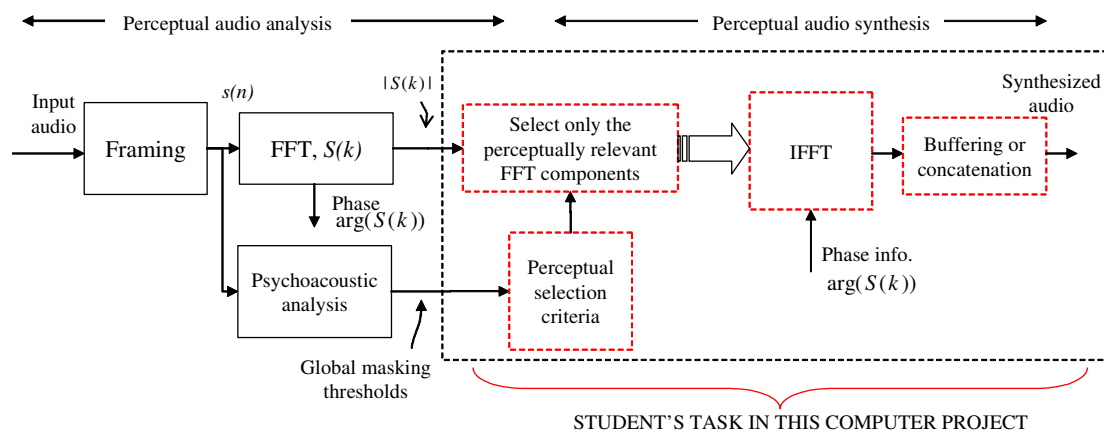 Perceptual audio analysis
Perceptual audio synthesis
Input
audio
Framing
s(n)
FFT, S(k)
Phase
arg(S(k))
Psychoacoustic
analysis
|S(k)|
Global masking
thresholds
Select only the
perceptually relevant
FFT components
Perceptual
selection
criteria
IFFT
Phase info.
arg(S(k))
Buffering or
concatenation
Synthesized
audio
STUDENT'S TASK IN THIS COMPUTER PROJECT